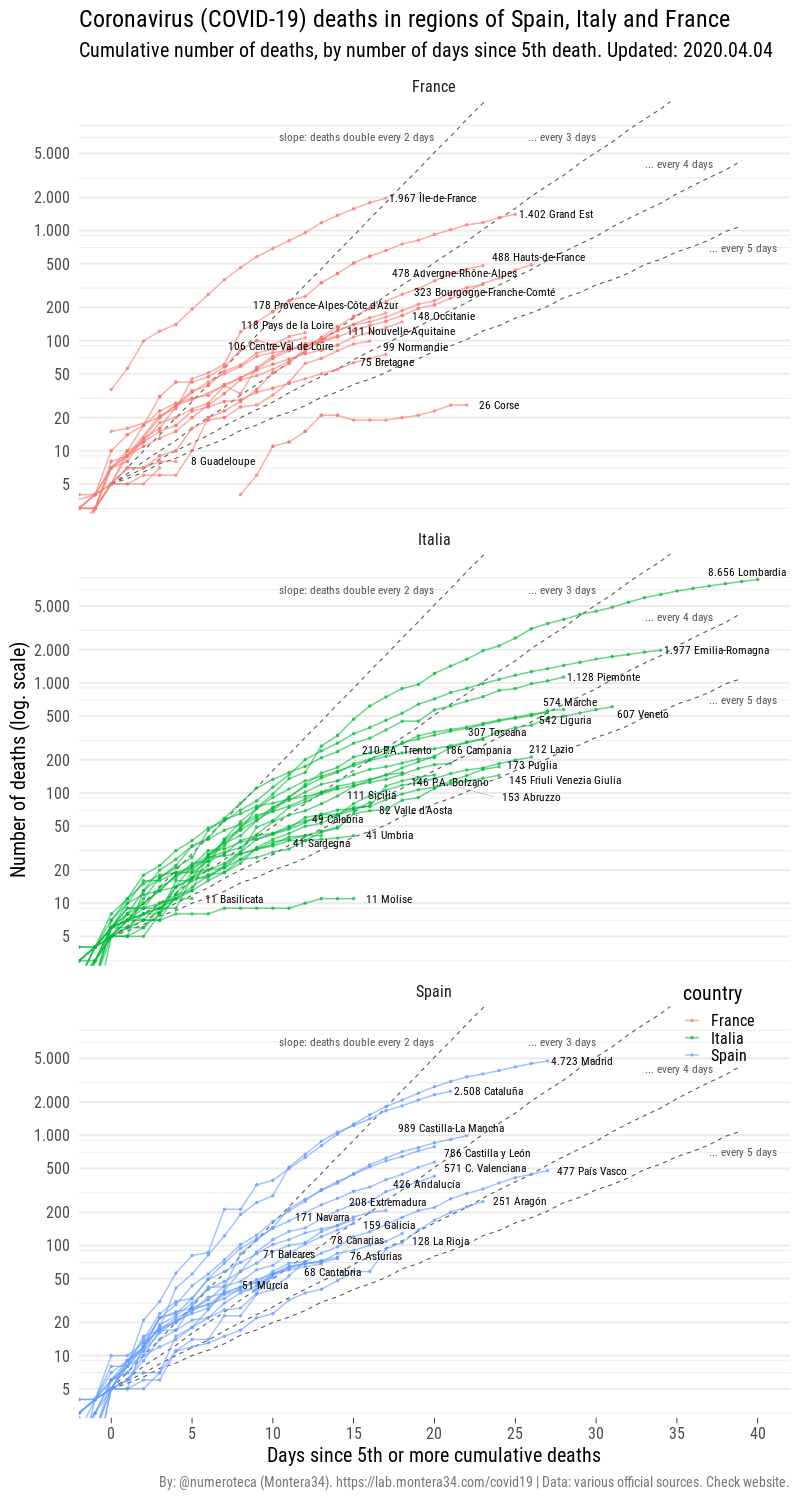 Coronavirus (COVID-19) deaths in regions of Spain, Italy and France
Cumulative number of deaths, by number of days since 5th death. Updated: 2020.04.04
Number of deaths (log. scale)
France
slope: deaths double every 2 days
... every 3 days
... every 4 days
... every 5 days
5.000
2.000
1.000
500
200
100
50
20
10
5
1.967 Île-de-France
1.402 Grand Est
488 Hauts-de-France
478 Auvergne-Rhône-Alpes
323 Bourgogne-Franche-Comté
178 Provence-Alpes-Côte d'Azur
148 Occitanie
118 Pays de la Loire
111 Nouvelle-Aquitaine
106 Centre-Val de Loire
99 Normandie
75 Bretagne
26 Corse
8 Guadeloupe
Italia
slope: deaths double every 2 days
... every 3 days
... every 4 days
... every 5 days
5.000
2.000
1.000
500
200
100
50
20
10
5
8.656 Lombardia
1.977 Emilia-Romagna
1.128 Piemonte
574 Marche
607 Veneto
542 Liguria
307 Toscana
210 P.A. Trento
186 Campania
212 Lazio
173 Puglia
146 P.A. Bolzano
145 Friuli Venezia Giulia
111 Sicilia
153 Abruzzo
82 Valle d'Aosta
49 Calabria
41 Umbria
41 Sardegna
11 Basilicata
11 Molise
Spain
country
France
Italia
Spain
slope: deaths double every 2 days
... every 3 days
... every 4 days
... every 5 days
5.000
2.000
1.000
500
200
100
50
20
10
5
4.723 Madrid
2.508 Cataluña
989 Castilla-La Mancha
786 Castilla y León
571 C. Valenciana
477 País Vasco
426 Andalucía
208 Extremadura
251 Aragón
171 Navarra
159 Galicia
78 Canarias
128 La Rioja
71 Baleares
76 Asturias
68 Cantabria
51 Murcia
0 5 10 15 20 25 30 35 40
Days since 5th or more cumulative deaths
By: @numeroteca (Montera34). https://lab.montera34.com/covid19 | Data: various official sources. Check website.